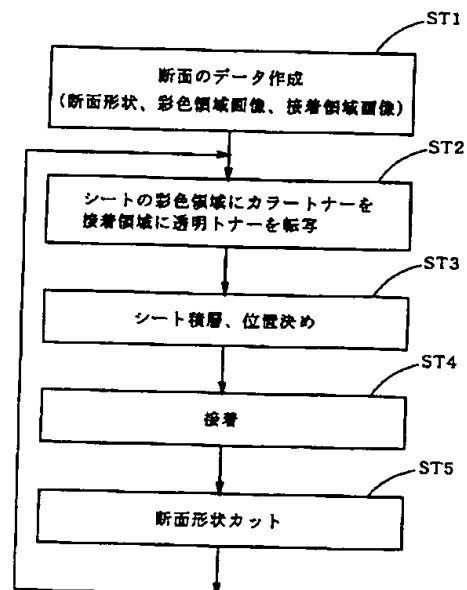 ST1
断面のデータ作成
(断面形状、彩色領域画像、接着領域画像)
ST2
シートの彩色領域にカラートナーを
接着領域に透明トナーを転写
ST3
シート積層、位置決め
ST4
接着
ST5
断面形状カット